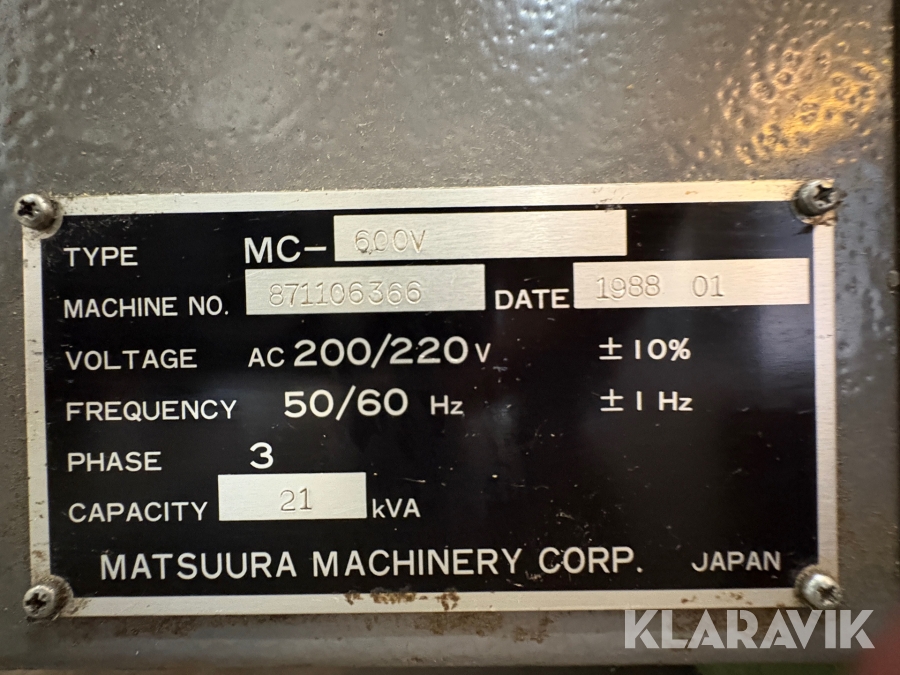 TYPE MC- 600V
MACHINE NO. 871106366 DATE 1988 01
VOLTAGE AC 200/220 V ± 10%
FREQUENCY 50/60 Hz ± 1 Hz
PHASE 3
CAPACITY 21 kVA
MATSUURA MACHINERY CORP. JAPAN
KLARAVIK